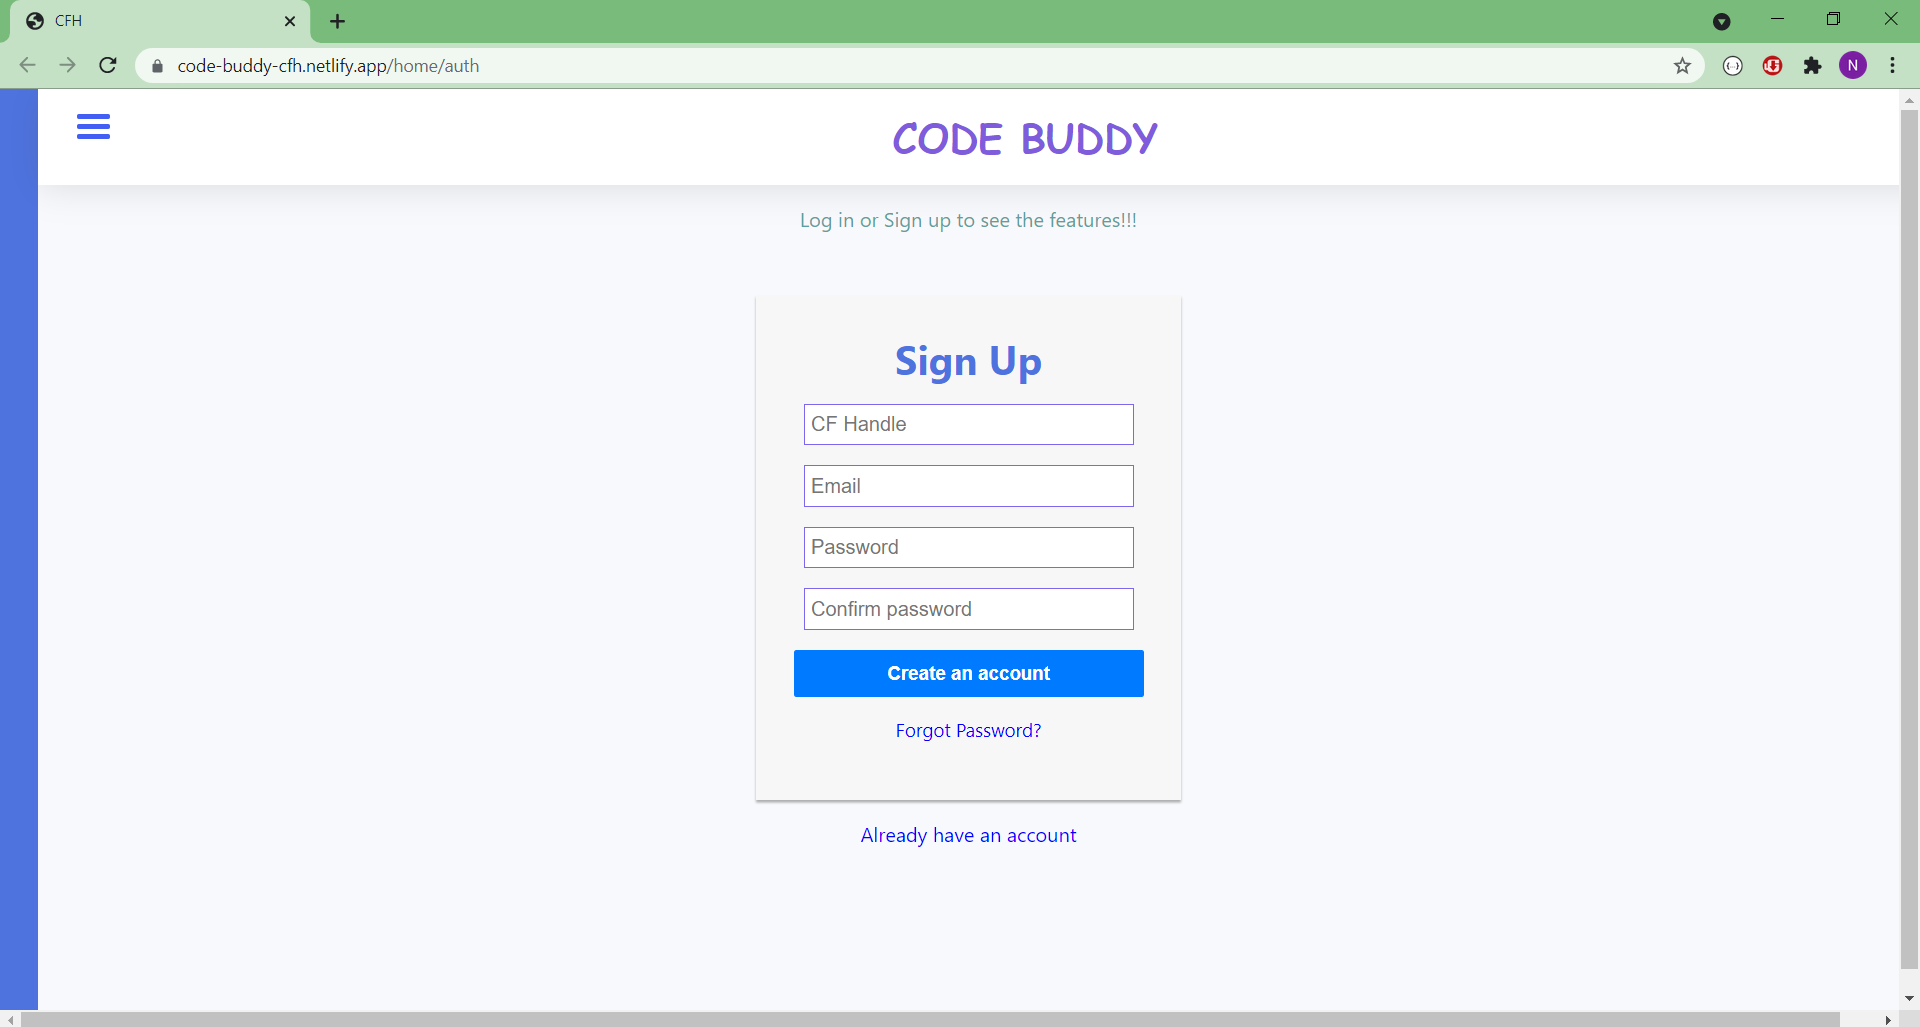 CFH
code-buddy-cfh.netlify.app/home/auth
N
CODE BUDDY
Log in or Sign up to see the features!!!
Sign Up
CF Handle
Email
Password
Confirm password
Create an account
Forgot Password?
Already have an account